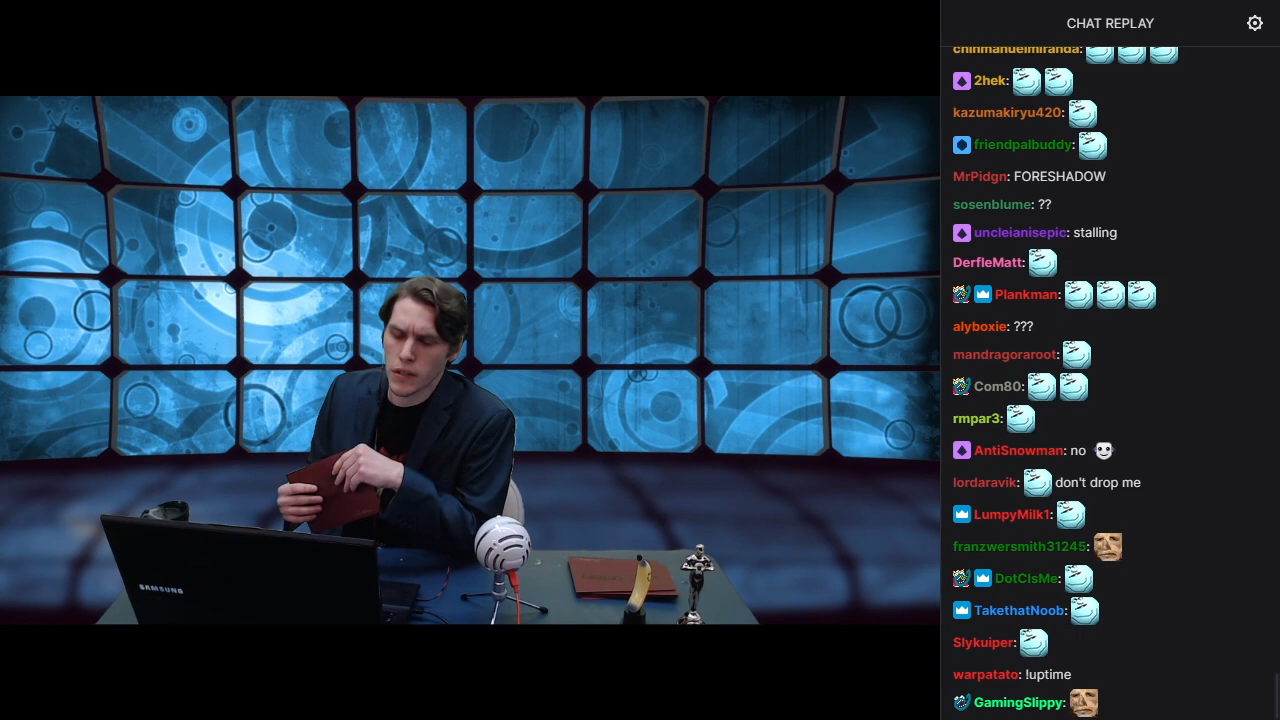 CHAT REPLAY
chinmanuelmiranda:
2hek:
kazumakiryu420:
friendpalbuddy:
MrPidgn: FORESHADOW
sosenblume: ??
uncleianisepic: stalling
DerfleMatt:
Plankman:
alyboxie: ???
mandragoraroot:
Com80:
rmpar3:
AntiSnowman: no
lordaravik: don't drop me
LumpyMilk1:
franzwersmith31245:
DotCIsMe:
TakethatNoob:
Slykuiper:
warpatato: !uptime
GamingSlippy:
SAMSUNG